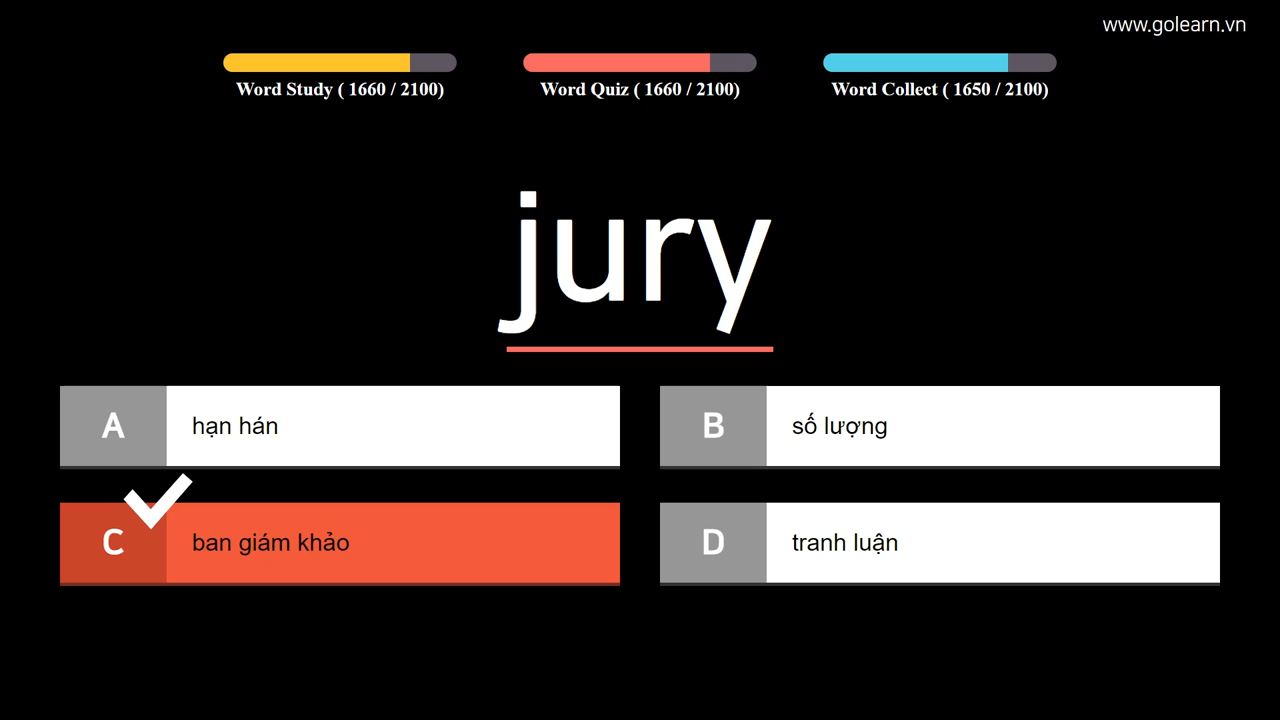 www.golearn.vn
Word Study ( 1660 / 2100)
Word Quiz ( 1660 / 2100)
Word Collect ( 1650 / 2100)
jury
A hạn hán
B số lượng
C ban giám khảo
D tranh luận